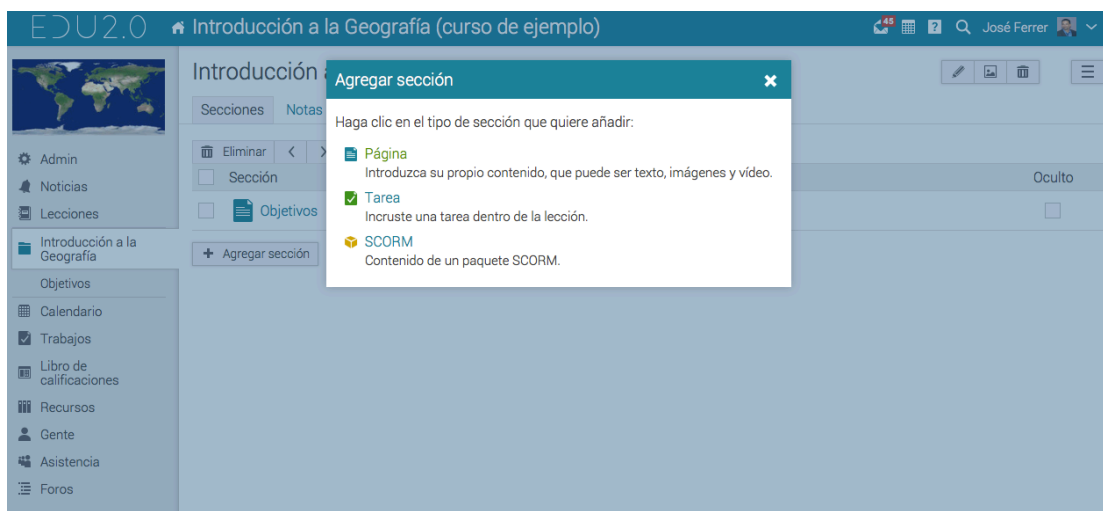 EDU2.0 Introducción a la Geografía (curso de ejemplo) 45 ? José Ferrer
Introducción
Agregar sección
Secciones Notas
Haga clic en el tipo de sección que quiere añadir:
Eliminar
Página
Introduzca su propio contenido, que puede ser texto, imágenes y vídeo.
Sección Oculto
Tarea
Incruste una tarea dentro de la lección.
Objetivos
SCORM
Contenido de un paquete SCORM.
+ Agregar sección
Admin
Noticias
Lecciones
Introducción a la
Geografía
Objetivos
Calendario
Trabajos
Libro de
calificaciones
Recursos
Gente
Asistencia
Foros